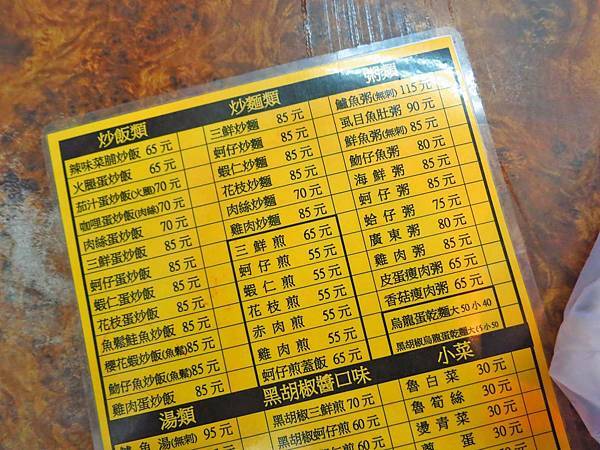 炒飯類
辣味菜脯炒飯 65元
火腿蛋炒飯 65元
茄汁蛋炒飯(火腿)70元
咖哩蛋炒飯(肉絲)70元
肉絲蛋炒飯 70元
三鮮蛋炒飯 85元
蚵仔蛋炒飯 85元
蝦仁蛋炒飯 85元
花枝蛋炒飯 85元
魚鬆鮭魚炒飯 85元
櫻花蝦炒飯(魚鬆)85元
魩仔魚炒飯(魚鬆)85元
雞肉蛋炒飯 85元
湯類
鱸魚湯(無刺) 95元
炒麵類
三鮮炒麵 85元
蚵仔炒麵 85元
蝦仁炒麵 85元
花枝炒麵 85元
肉絲炒麵 70元
雞肉炒麵 85元
三鮮煎 65元
蚵仔煎 55元
蝦仁煎 55元
花枝煎 55元
赤肉煎 55元
雞肉煎 55元
蚵仔煎蓋飯 65元
黑胡椒醬口味
黑胡椒三鮮煎 70元
黑胡椒蚵仔煎 60元
粥類
鱸魚粥(無刺) 115元
虱目魚肚粥 90元
鮮魚粥(無刺) 85元
魩仔魚粥 80元
海鮮粥 85元
蚵仔粥 85元
蛤仔粥 75元
廣東粥 80元
雞肉粥 85元
皮蛋瘦肉粥 65元
香菇瘦肉粥 65元
烏龍蛋乾麵大50小40
黑胡椒烏龍蛋乾麵大65小50
小菜
魯白菜 30元
魯筍絲 30元
燙青菜 30元
30元